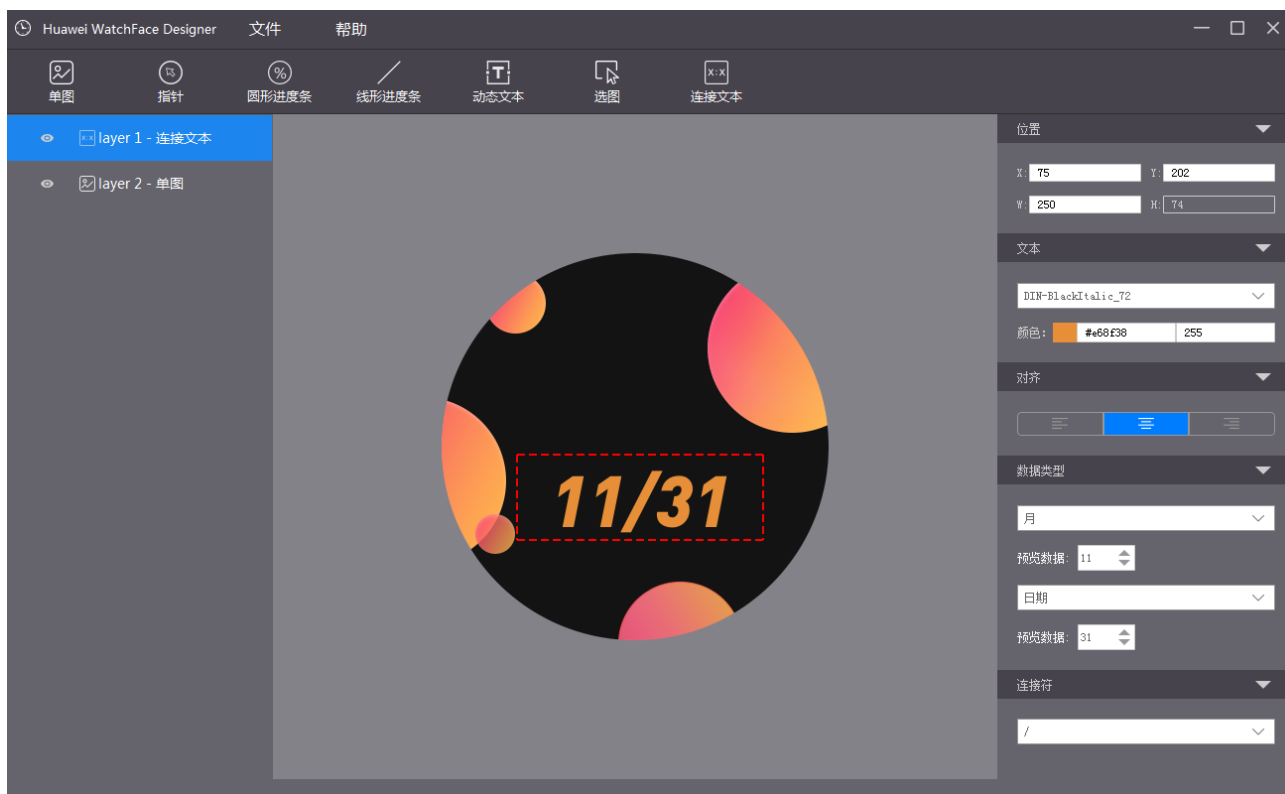 Huawei WatchFace Designer 文件 帮助
单图 指针 圆形进度条 线形进度条 动态文本 选图 连接文本
layer 1 - 连接文本
layer 2 - 单图
11/31
位置
X: 75 Y: 202
W: 250 H: 74
文本
DIN-BlackItalic_72
颜色: #e68f38 255
对齐
数据类型
月
预览数据: 11
日期
预览数据: 31
连接符
/